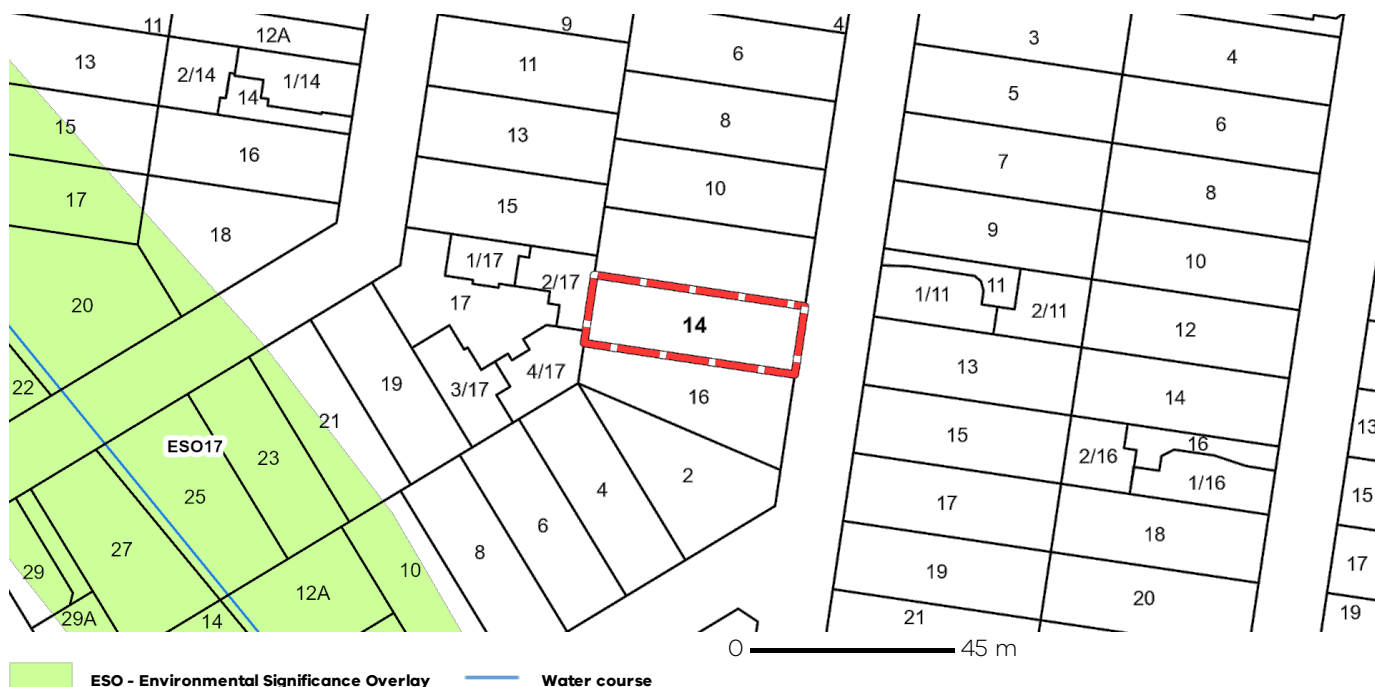 11 12A 9 4 3 4
13 2/14 1/14 14 11 6 5
15 16 13 8 7 6
17 18 15 10 9 8
20 1/17 2/17 17 14 1/11 11 2/11 10 12
22 21 19 3/17 4/17 16 13 14 13
ESO17 23 25 2 15 2/16 16 1/16 15
27 8 6 4 17 18 17
29 29A 14 12A 10 19 20 19
21
0 45 m
ESO - Environmental Significance Overlay Water course